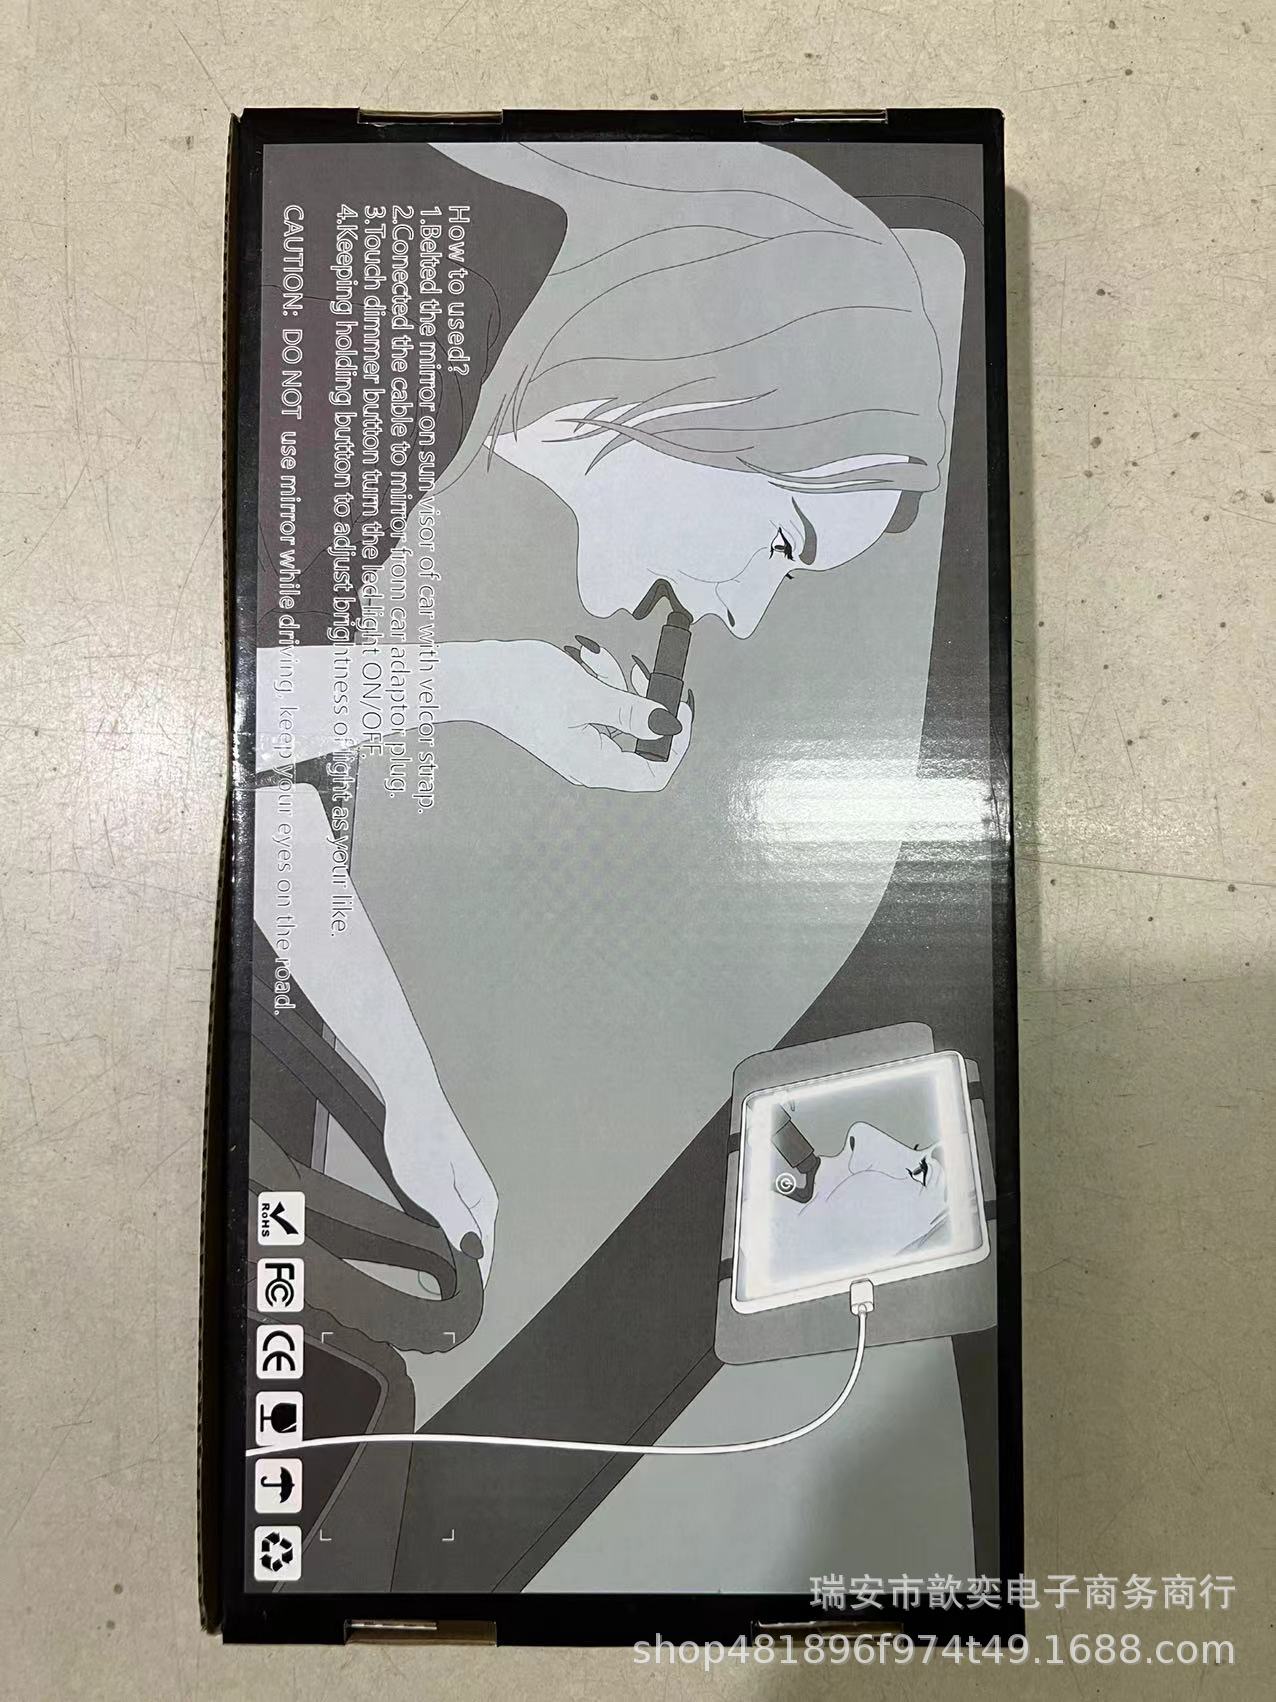 How to used?
1.Belted the mirror on sun visor of car with velcor strap.
2.Conected the cable to mirror from car adaptor plug.
3.Touch dimmer button turn the led light ON/OFF.
4.Keeping holding button to adjust brightness of light as your like.
CAUTION: DO NOT use mirror while driving, keep your eyes on the road.
RoHS
FC
CE
瑞安市歆奕电子商务商行
shop481896f974t49.1688.com